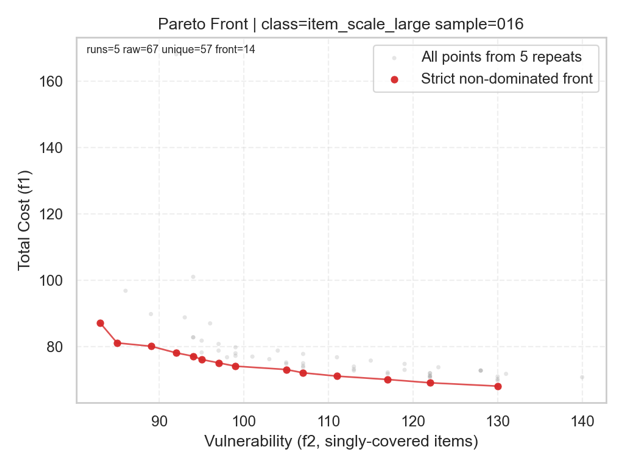 Pareto Front | class=item_scale_large sample=016
runs=5 raw=67 unique=57 front=14
All points from 5 repeats
Strict non-dominated front
160
140
120
100
80
Total Cost (f1)
90
100
110
120
130
140
Vulnerability (f2, singly-covered items)